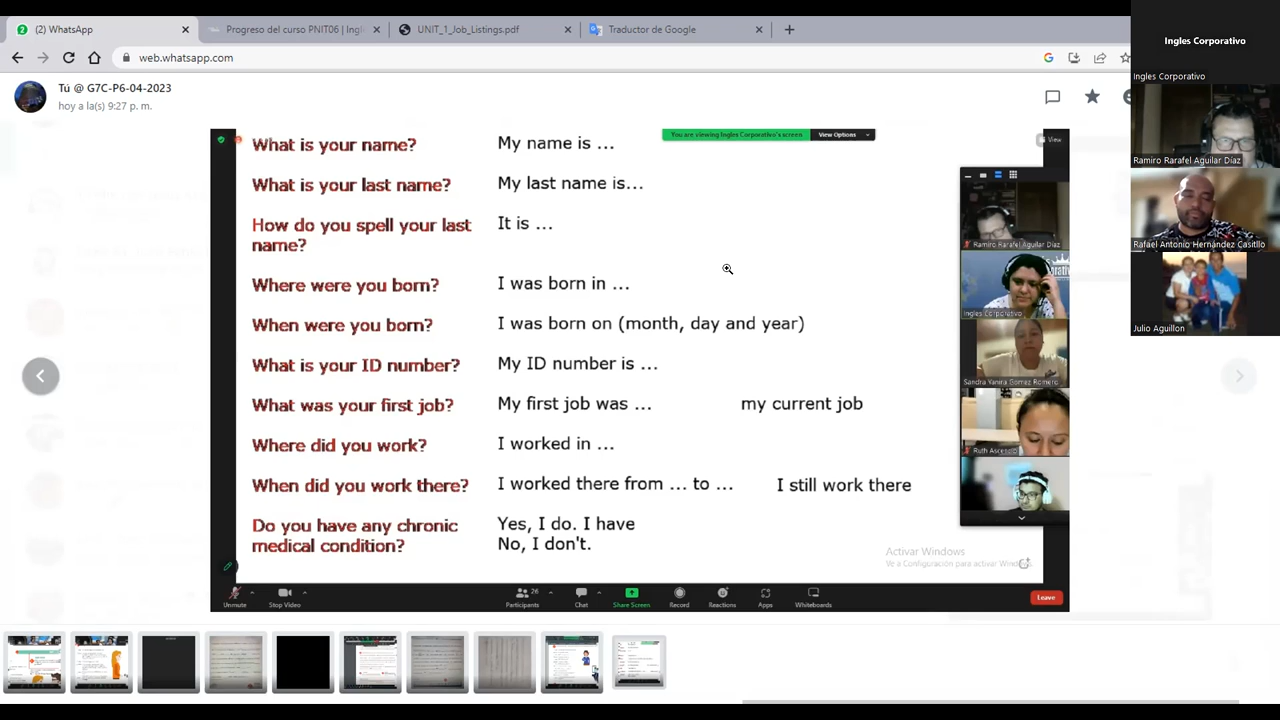 (2) WhatsApp
Progreso del curso PNIT06 | Ingl
UNIT_1_Job_Listings.pdf
Traductor de Google
web.whatsapp.com
Tú @ G7C-P6-04-2023
hoy a la(s) 9:27 p. m.
Ingles Corporativo
Ingles Corporativo
Ramiro Rarafel Aguilar Díaz
Rafael Antonio Hernández Casitllo
Julio Aguillon
You are viewing Ingles Corporativo's screen
View Options
View
What is your name? My name is ...
What is your last name? My last name is...
How do you spell your last name? It is ...
Where were you born? I was born in ...
When were you born? I was born on (month, day and year)
What is your ID number? My ID number is ...
What was your first job? My first job was ... my current job
Where did you work? I worked in ...
When did you work there? I worked there from ... to ... I still work there
Do you have any chronic medical condition? Yes, I do. I have
No, I don't.
Ramiro Rarafel Aguilar Díaz
Ingles Corporativo
Sandra Yanira Gomez Romero
Ruth Ascencio
Activar Windows
Ve a Configuración para activar Windows.
Unmute
Stop Video
26
Participants
Chat
Share Screen
Record
Reactions
Apps
Whiteboards
Leave